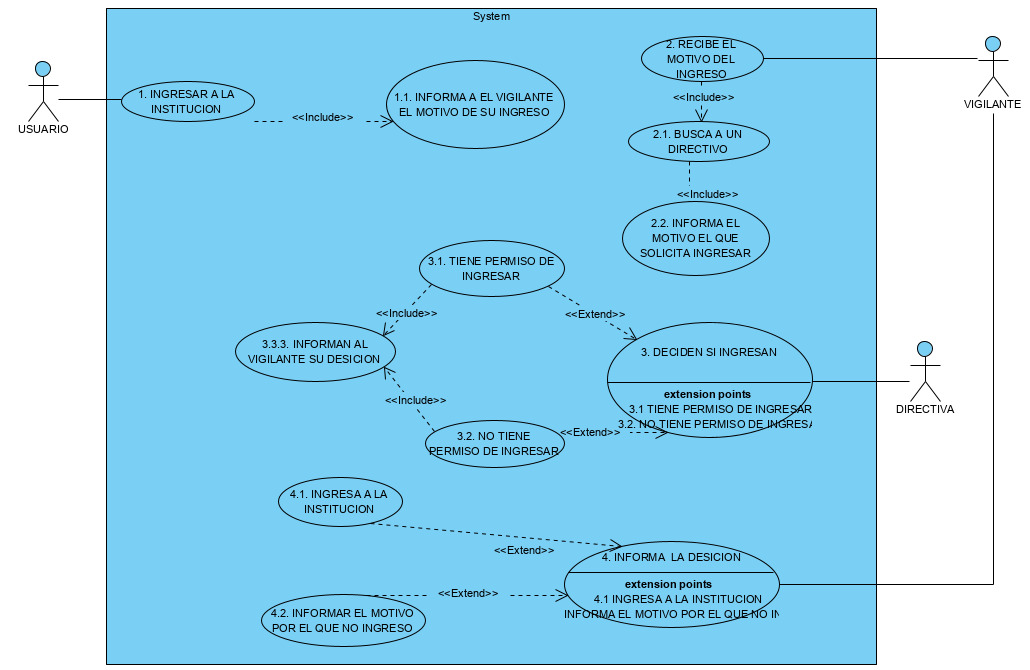 System
USUARIO
1. INGRESAR A LA
INSTITUCION
<<Include>>
1.1. INFORMA A EL VIGILANTE
EL MOTIVO DE SU INGRESO
2. RECIBE EL
MOTIVO DEL
INGRESO
VIGILANTE
<<Include>>
2.1. BUSCA A UN
DIRECTIVO
<<Include>>
2.2. INFORMA EL
MOTIVO EL QUE
SOLICITA INGRESAR
3.1. TIENE PERMISO DE
INGRESAR
<<Include>>
<<Extend>>
3.3.3. INFORMAN AL
VIGILANTE SU DESICION
3. DECIDEN SI INGRESAN
extension points
3.1 TIENE PERMISO DE INGRESAR
3.2. NO TIENE PERMISO DE INGRESA
DIRECTIVA
<<Include>>
<<Extend>>
3.2. NO TIENE
PERMISO DE INGRESAR
4.1. INGRESA A LA
INSTITUCION
<<Extend>>
4. INFORMA LA DESICION
extension points
4.1 INGRESA A LA INSTITUCION
INFORMA EL MOTIVO POR EL QUE NO IN
<<Extend>>
4.2. INFORMAR EL MOTIVO
POR EL QUE NO INGRESO